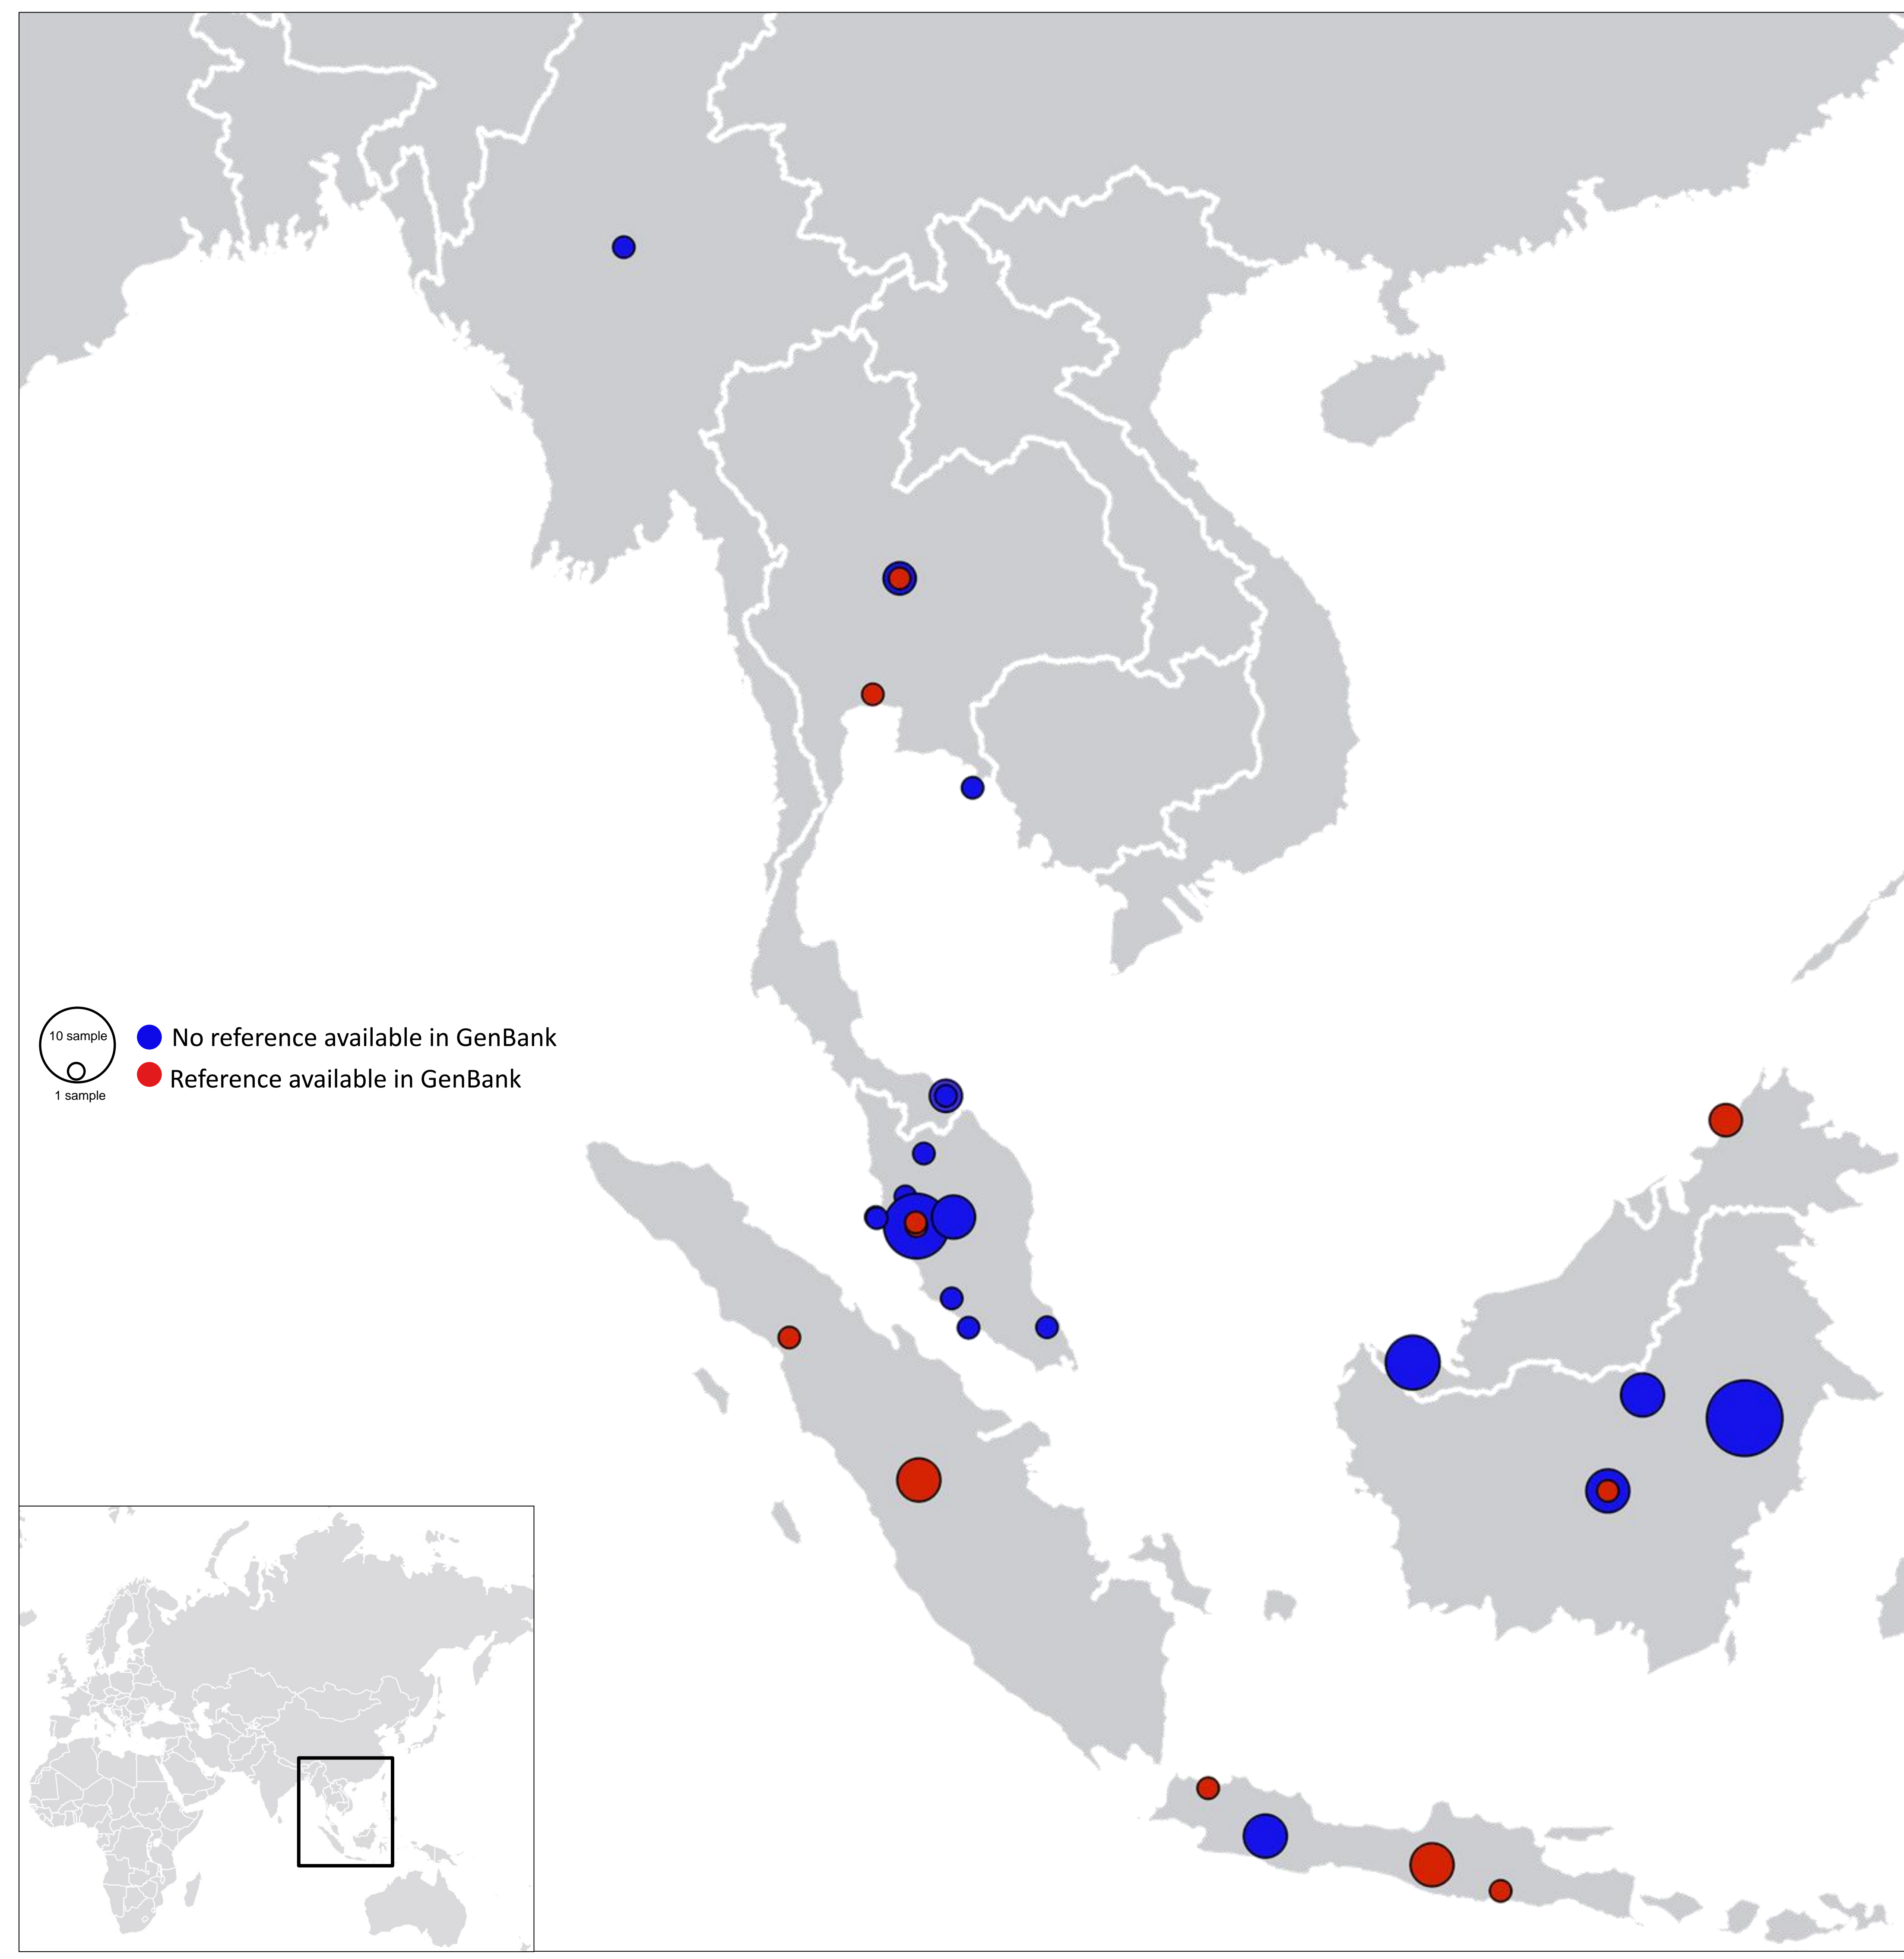 10 sample
1 sample
No reference available in GenBank
Reference available in GenBank